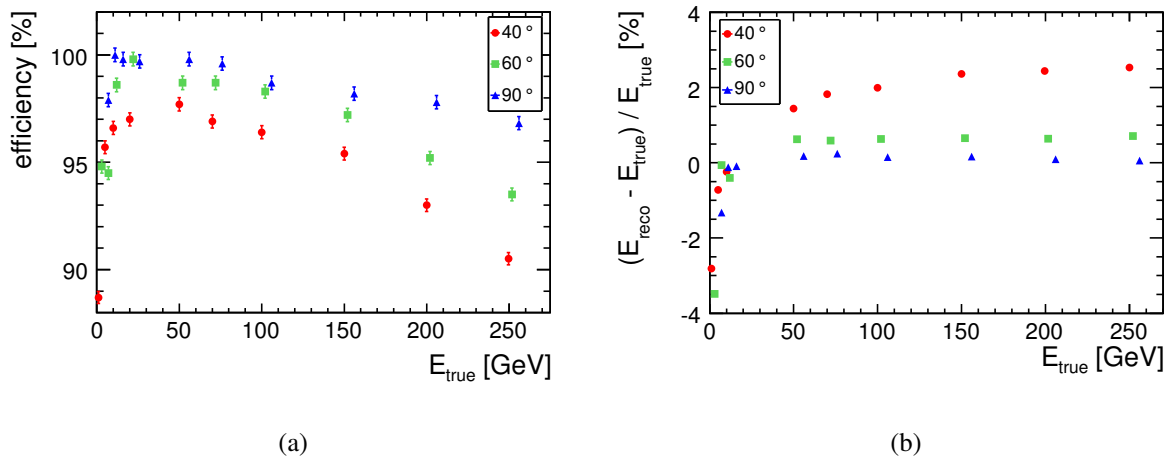 efficiency [%]
100
95
90
0 50 100 150 200 250
E_true [GeV]
40 °
60 °
90 °
(a)
(E_reco - E_true) / E_true [%]
4
2
0
-2
-4
0 50 100 150 200 250
E_true [GeV]
40 °
60 °
90 °
(b)